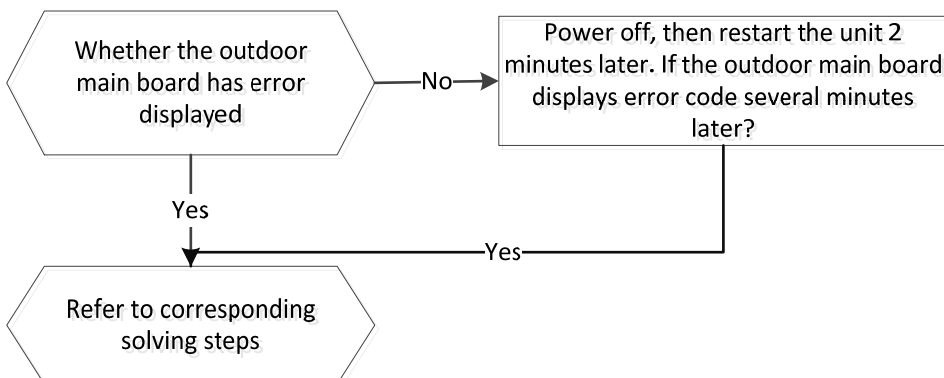 Whether the outdoor
main board has error
displayed
No
Power off, then restart the unit 2
minutes later. If the outdoor main board
displays error code several minutes
later?
Yes
Yes
Refer to corresponding
solving steps